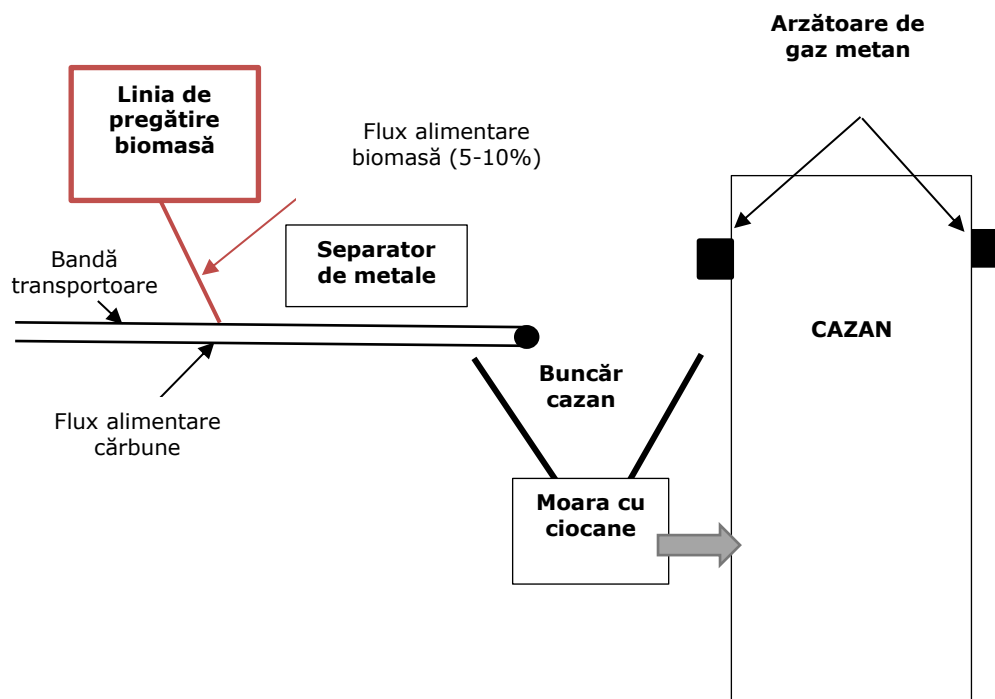 Arzătoare de
gaz metan
Linia de
pregătire
biomasă
Flux alimentare
biomasă (5-10%)
Separator
de metale
Bandă
transportoare
CAZAN
Buncăr
cazan
Flux alimentare
cărbune
Moara cu
ciocane